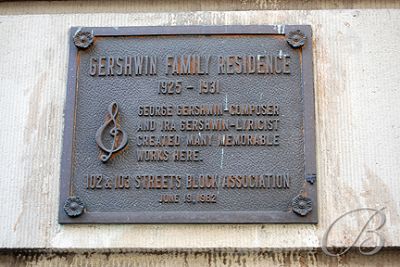 GERSHWIN FAMILY RESIDENCE
1925 - 1931
GEORGE GERSHWIN-COMPOSER
AND IRA GERSHWIN-LYRICIST
CREATED MANY MEMORABLE
WORKS HERE.
102 & 103 STREETS BLOCK ASSOCIATION
JUNE 19, 1982
B